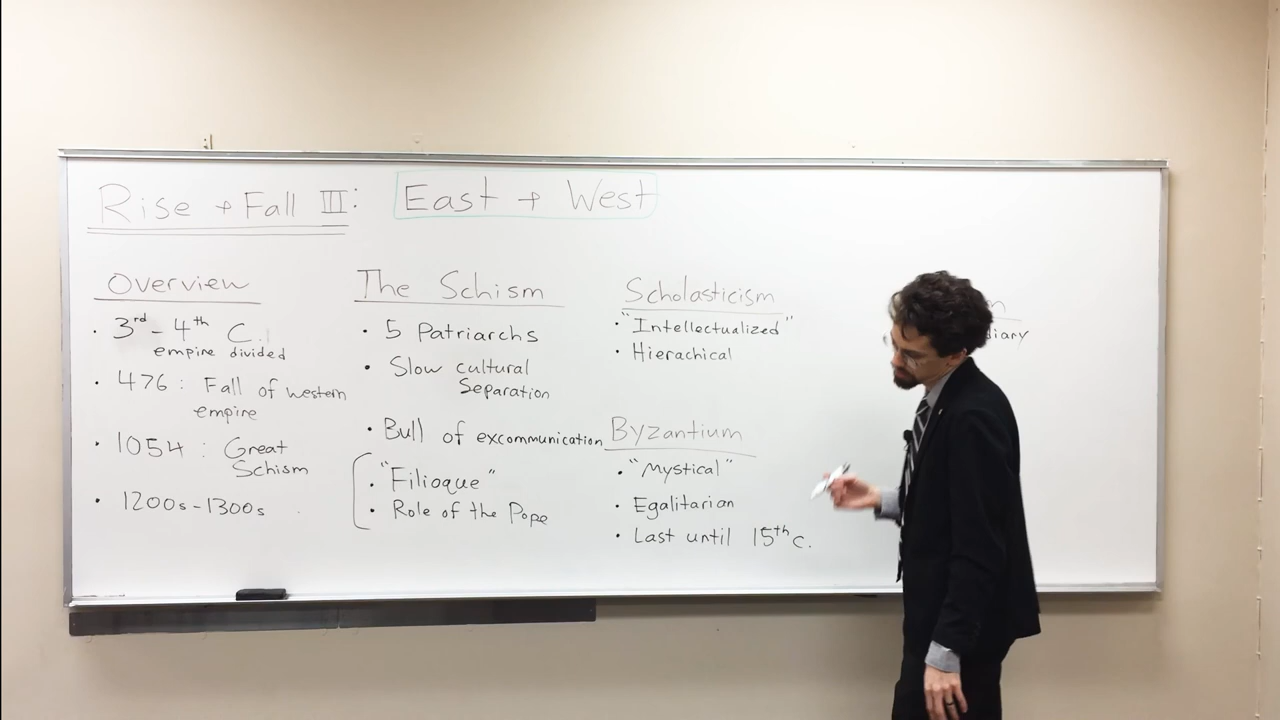 Rise + Fall III: East + West
Overview
• 3rd - 4th C.
empire divided
• 476: Fall of western
empire
• 1054: Great
Schism
• 1200s-1300s
The Schism
• 5 Patriarchs
• Slow cultural
Separation
• Bull of excommunication
• "Filioque"
• Role of the Pope
Scholasticism
• "Intellectualized"
• Hierachical
Byzantium
• "Mystical"
• Egalitarian
• Last until 15th C.